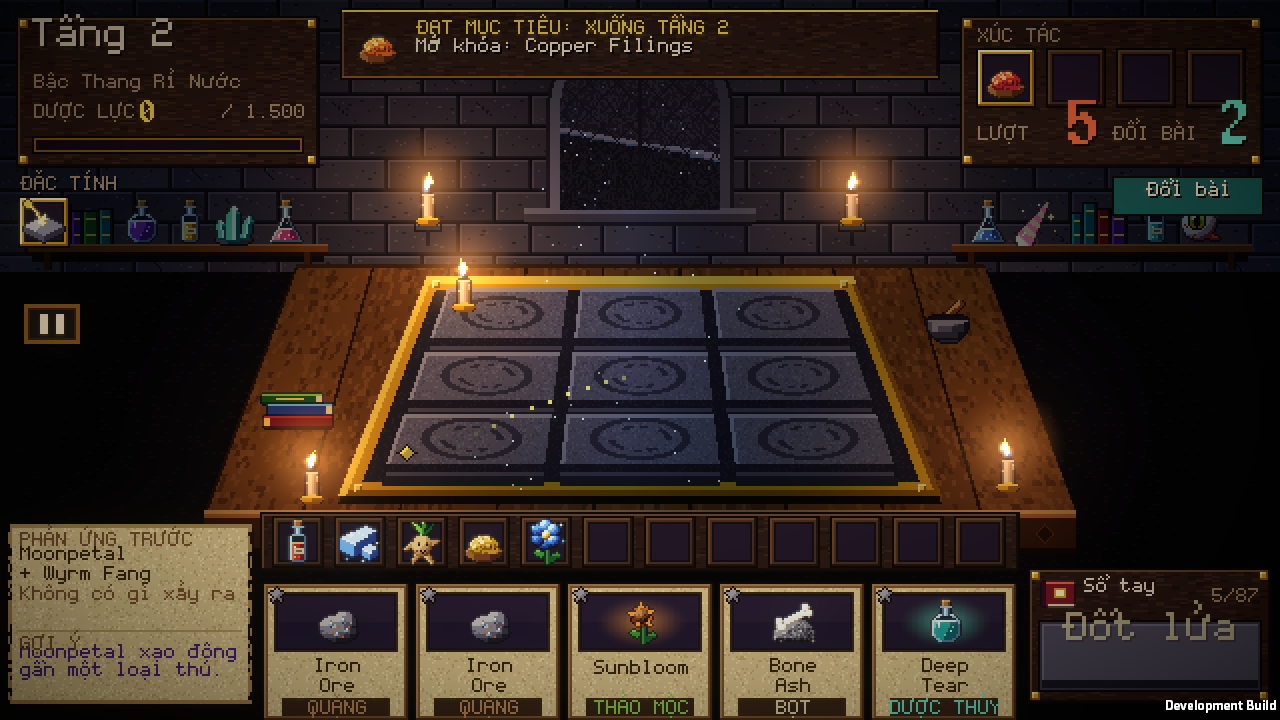 Tầng 2
Bậc Thang Rỉ Nước
DƯỢC LỰC 0 / 1.500
ĐẶC TÍNH
ĐẠT MỤC TIÊU: XUỐNG TẦNG 2
Mở khóa: Copper Filings
XÚC TÁC
LƯỢT 5 ĐỔI BÀI 2
Đổi bài
PHẢN ỨNG TRƯỚC
Moonpetal
+ Wyrm Fang
Không có gì xảy ra
GỢI Ý
Moonpetal xao động
gần một loại thú.
Iron
Ore
QUẶNG
Iron
Ore
QUẶNG
Sunbloom
THẢO MỘC
Bone
Ash
BỘT
Deep
Tear
DƯỢC THỦY
Sổ tay
5/87
Đốt lửa
Development Build